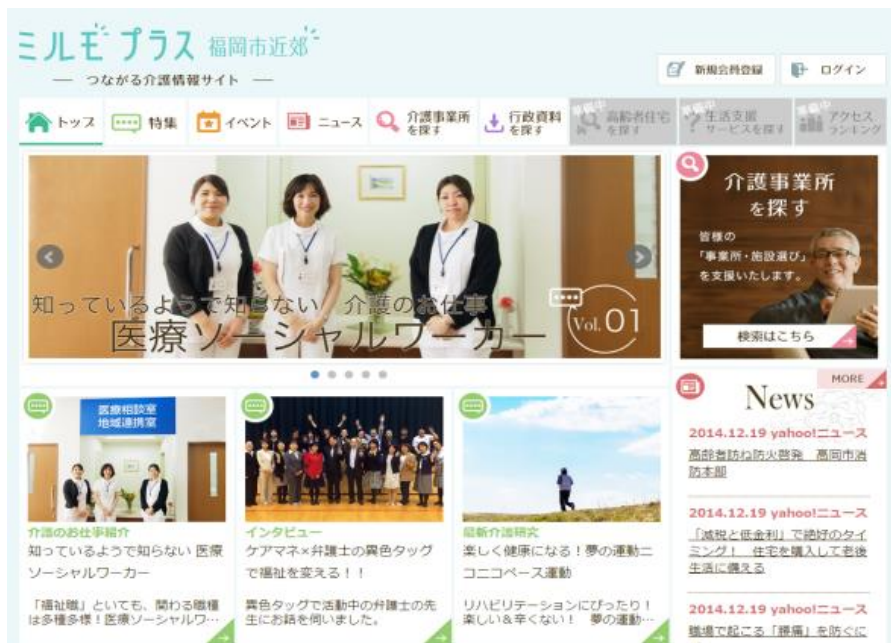 ミルモプラス 福岡市近郊
― つながる介護情報サイト ―
新規会員登録
ログイン
トップ
特集
イベント
ニュース
介護事業所
を探す
行政資料
を探す
準備中
高齢者住宅
を探す
準備中
生活支援
サービスを探す
準備中
アクセス
ランキング
知っているようで知らない 介護のお仕事
医療ソーシャルワーカー
Vol.01
介護事業所
を探す
皆様の
「事業所・施設選び」
を支援いたします。
検索はこちら
医療相談室
地域連携室
介護のお仕事紹介
知っているようで知らない 医療
ソーシャルワーカー
「福祉職」といても、関わる職種
は多種多様！医療ソーシャルワ…
インタビュー
ケアマネ×弁護士の異色タッグ
で福祉を変える！！
異色タッグで活動中の弁護士の先
生にお話を伺いました。
最新介護研究
楽しく健康になる！夢の運動ニ
コニコペース運動
リハビリテーションにぴったり！
楽しい＆辛くない！ 夢の運動…
MORE
News
2014.12.19 yahoo!ニュース
高齢者訪ね防火啓発 高岡市消
防本部
2014.12.19 yahoo!ニュース
「減税と低金利」で絶好のタイ
ミング！ 住宅を購入して老後
生活に備える
2014.12.19 yahoo!ニュース
職場で起こる「腰痛」を防ぐに